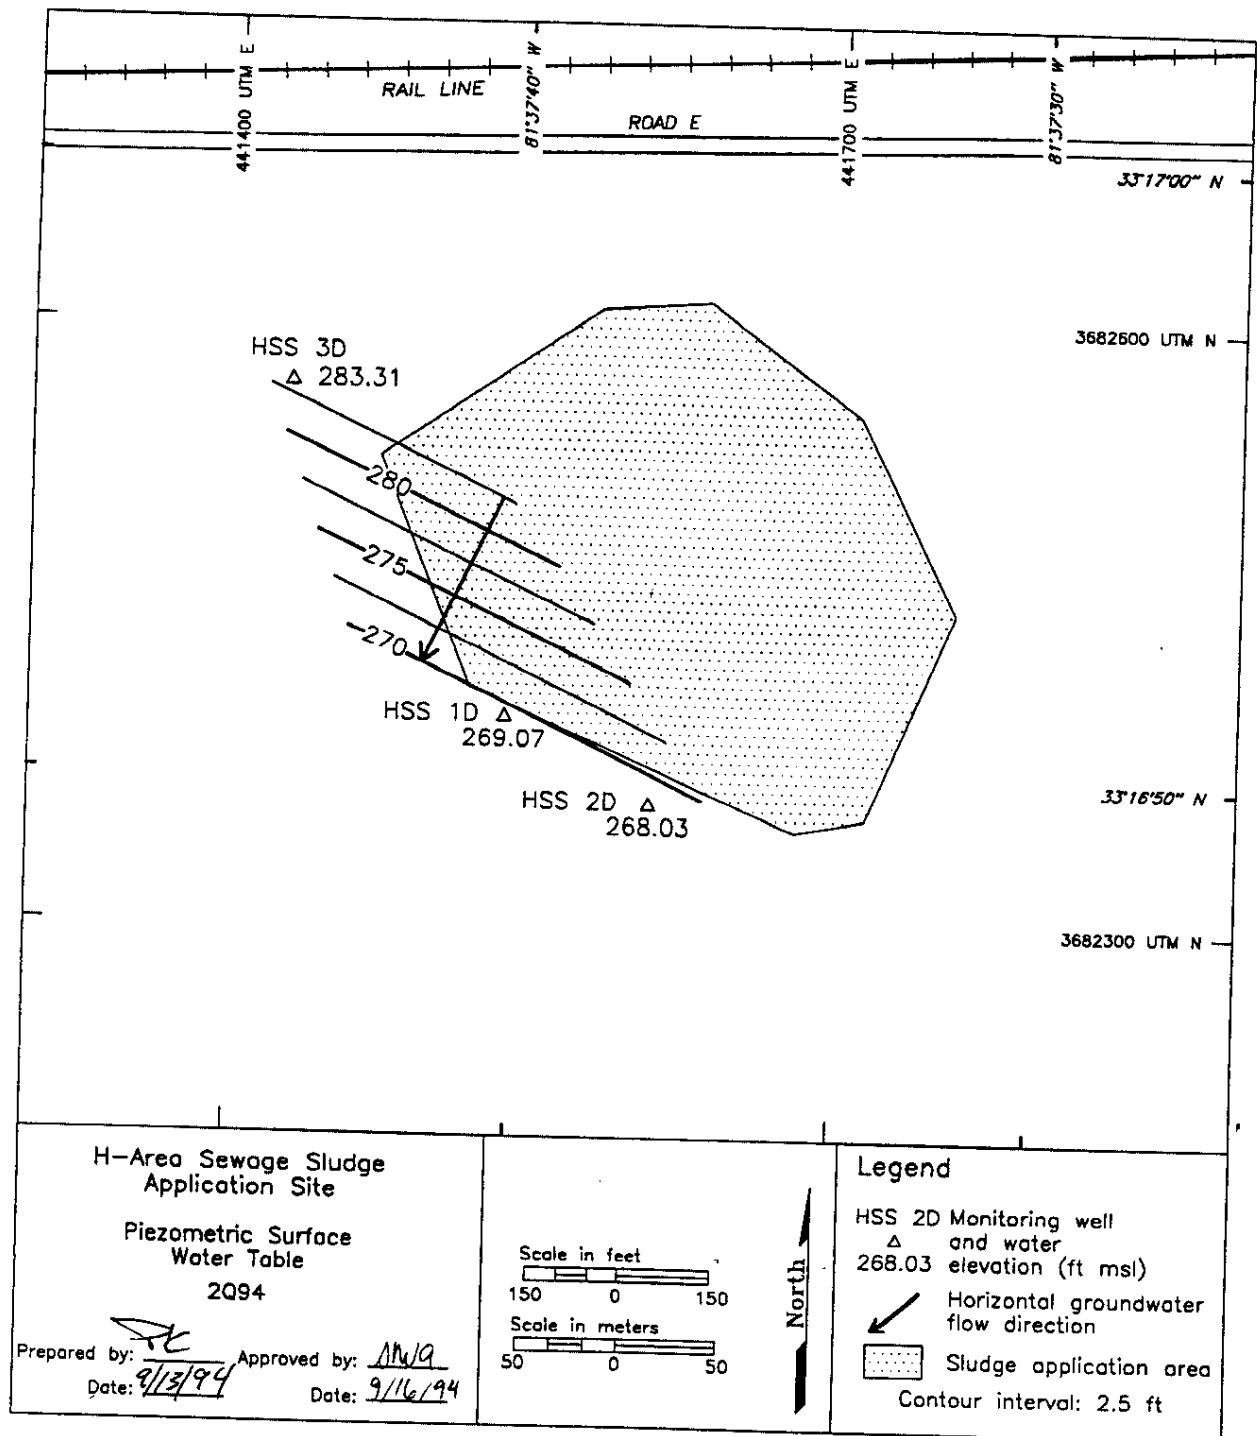 441400 UTM E
81°37'40" W
441700 UTM E
81°37'30" W
RAIL LINE
ROAD E
33°17'00" N
HSS 3D
283.31
3682600 UTM N
280
275
270
HSS 1D
269.07
HSS 2D
268.03
33°16'50" N
3682300 UTM N
H-Area Sewage Sludge
Application Site
Piezometric Surface
Water Table
2Q94
Prepared by:
Approved by:
Date: 9/13/94
Date: 9/16/94
Scale in feet
150 0 150
Scale in meters
50 0 50
North
Legend
HSS 2D Monitoring well
and water
268.03 elevation (ft msl)
Horizontal groundwater
flow direction
Sludge application area
Contour interval: 2.5 ft